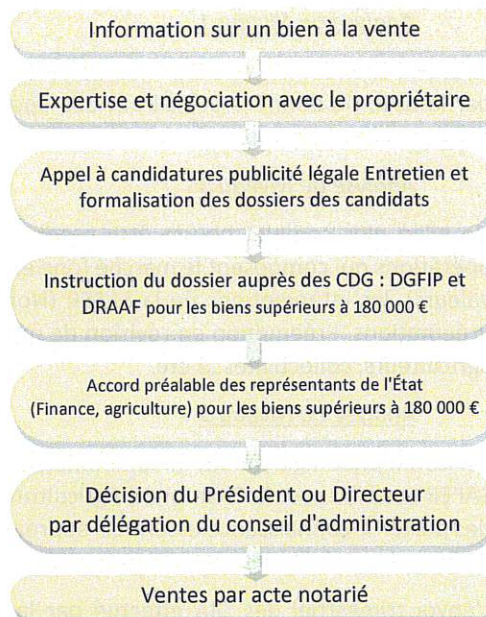 Information sur un bien à la vente
Expertise et négociation avec le propriétaire
Appel à candidatures publicité légale Entretien et
formalisation des dossiers des candidats
Instruction du dossier auprès des CDG : DGFIP et
DRAAF pour les biens supérieurs à 180 000 €
Accord préalable des représentants de l'État
(Finance, agriculture) pour les biens supérieurs à 180 000 €
Décision du Président ou Directeur
par délégation du conseil d'administration
Ventes par acte notarié